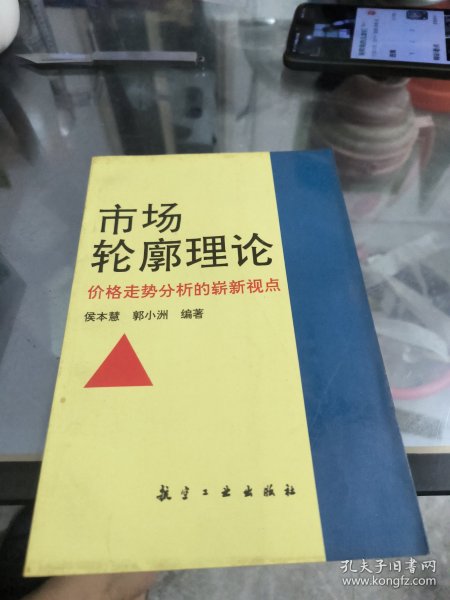 市场
轮廓理论
价格走势分析的崭新视点
侯本慧 郭小洲 编著
航空工业出版社
孔夫子旧书网
www.kongfz.com